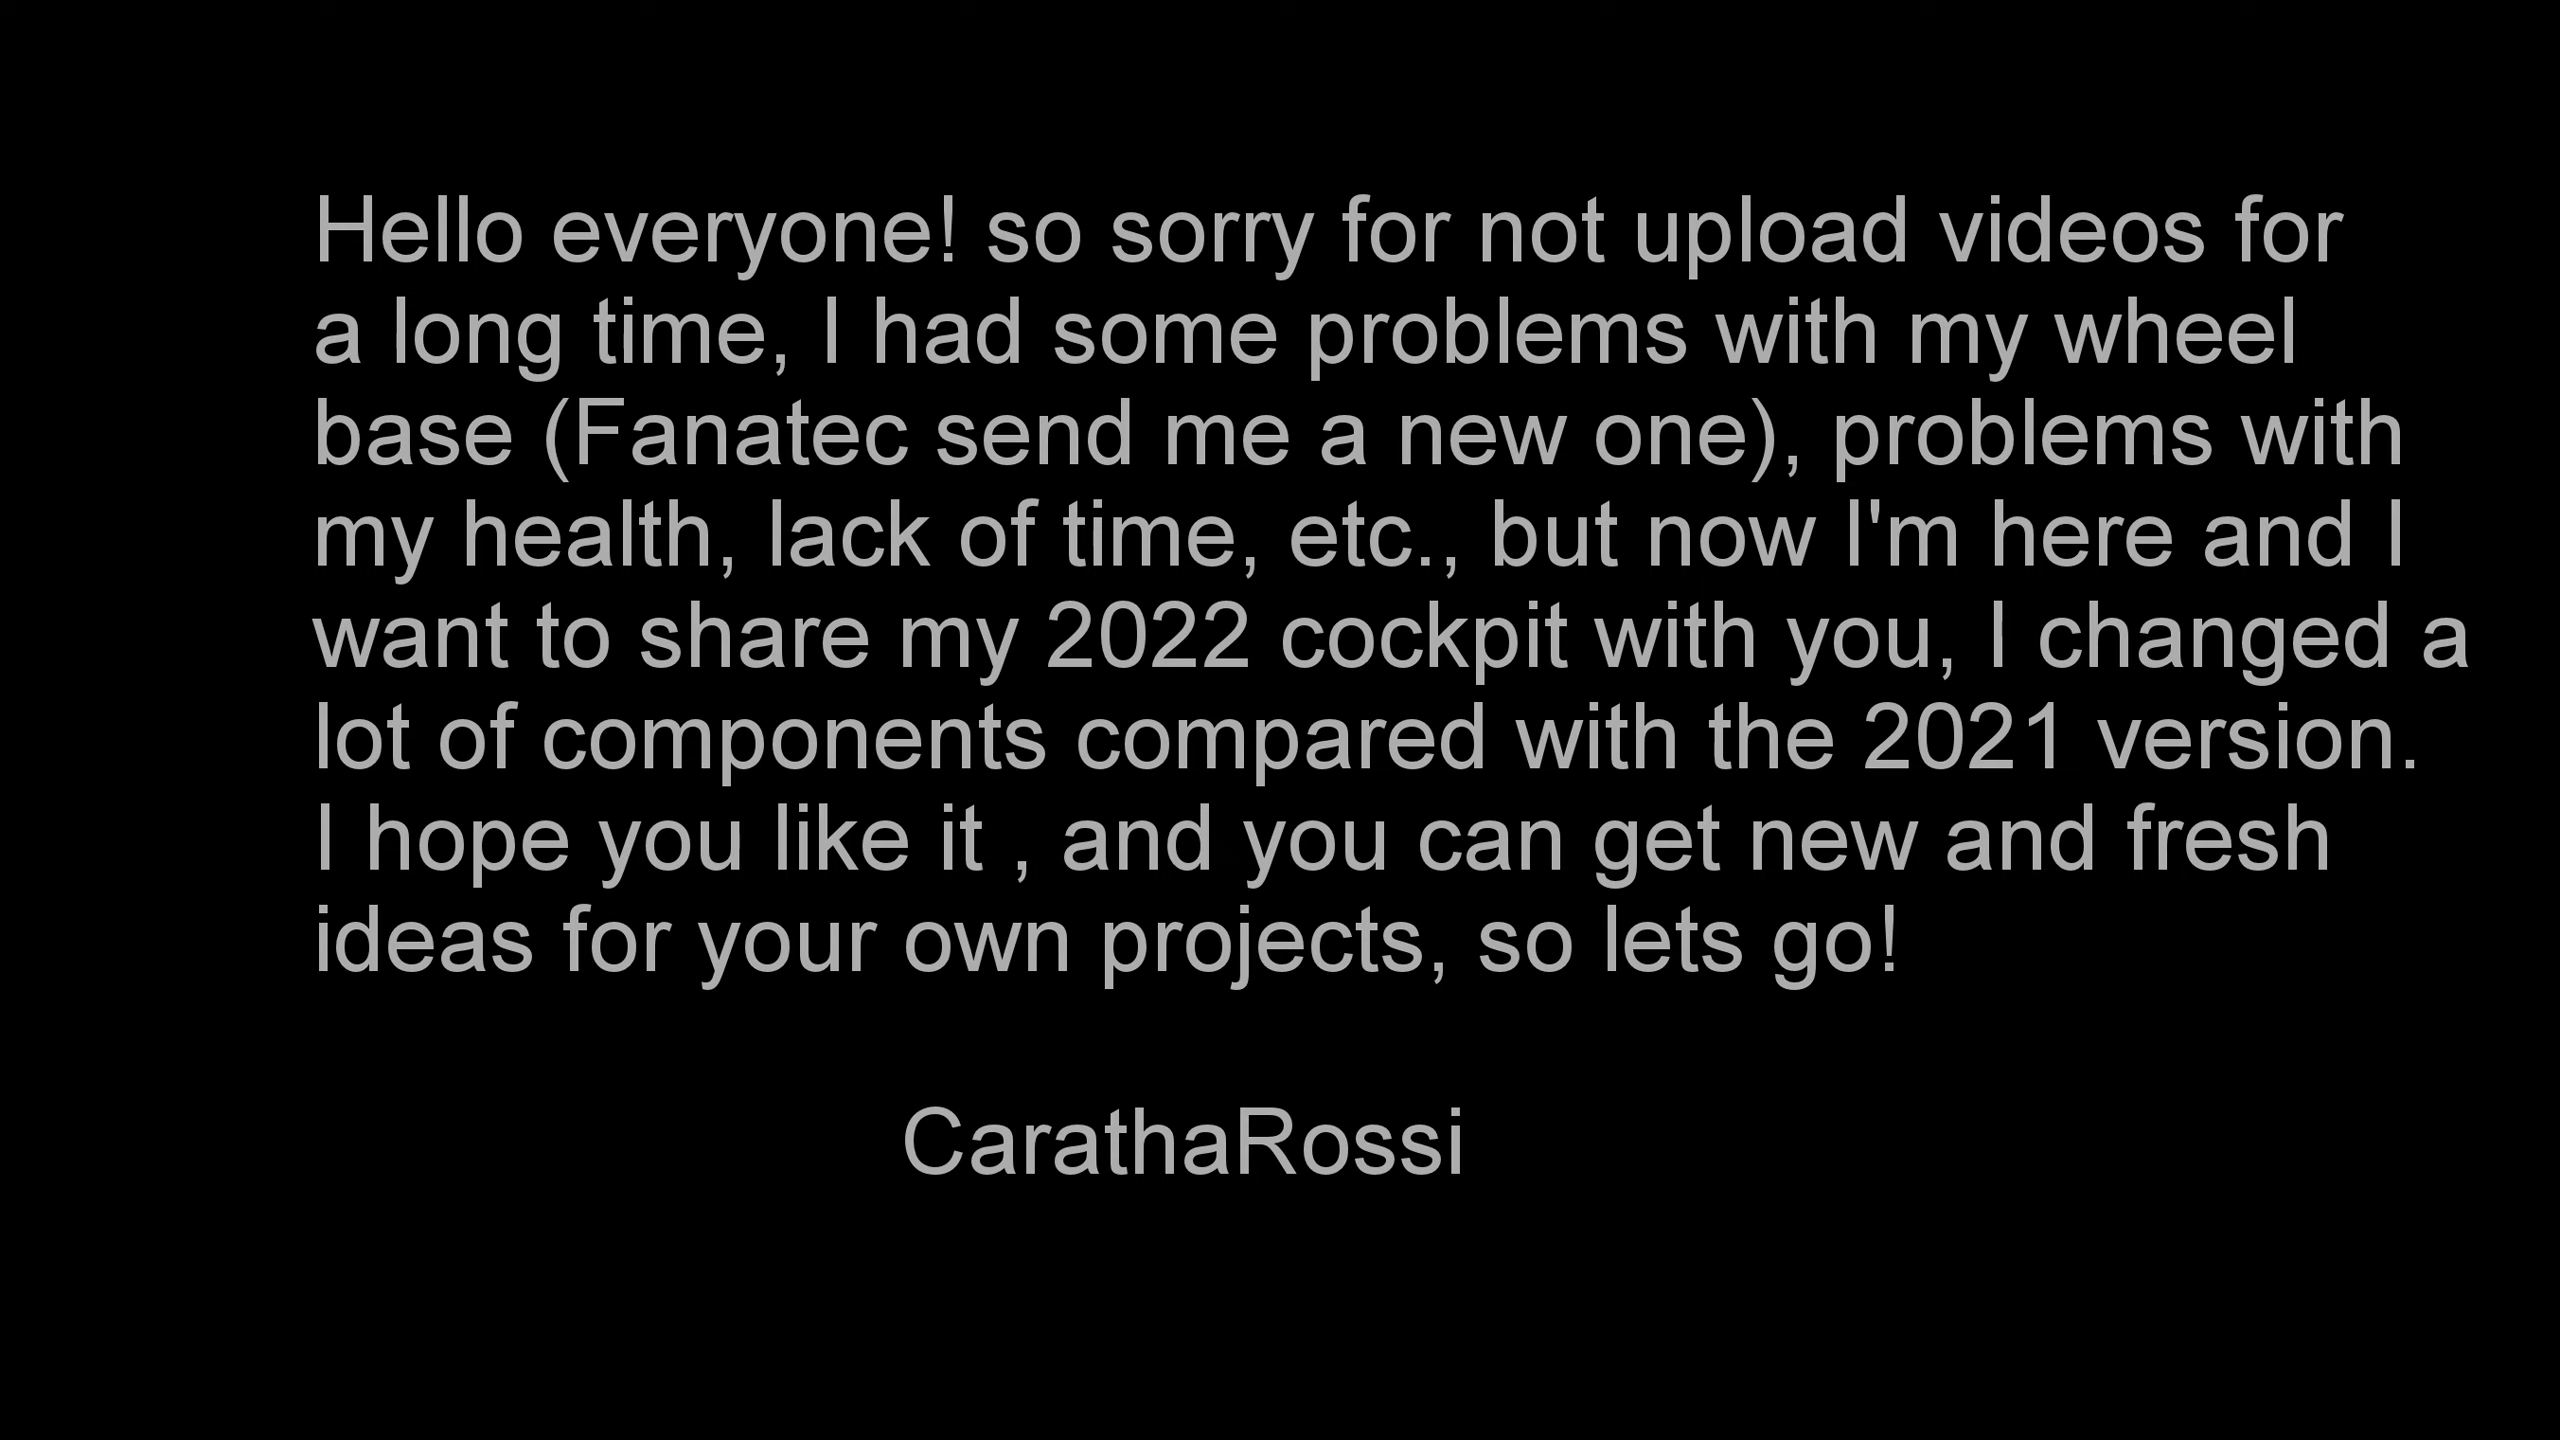 Hello everyone! so sorry for not upload videos for
a long time, I had some problems with my wheel
base (Fanatec send me a new one), problems with
my health, lack of time, etc., but now I'm here and I
want to share my 2022 cockpit with you, I changed a
lot of components compared with the 2021 version.
I hope you like it , and you can get new and fresh
ideas for your own projects, so lets go!
CarathaRossi